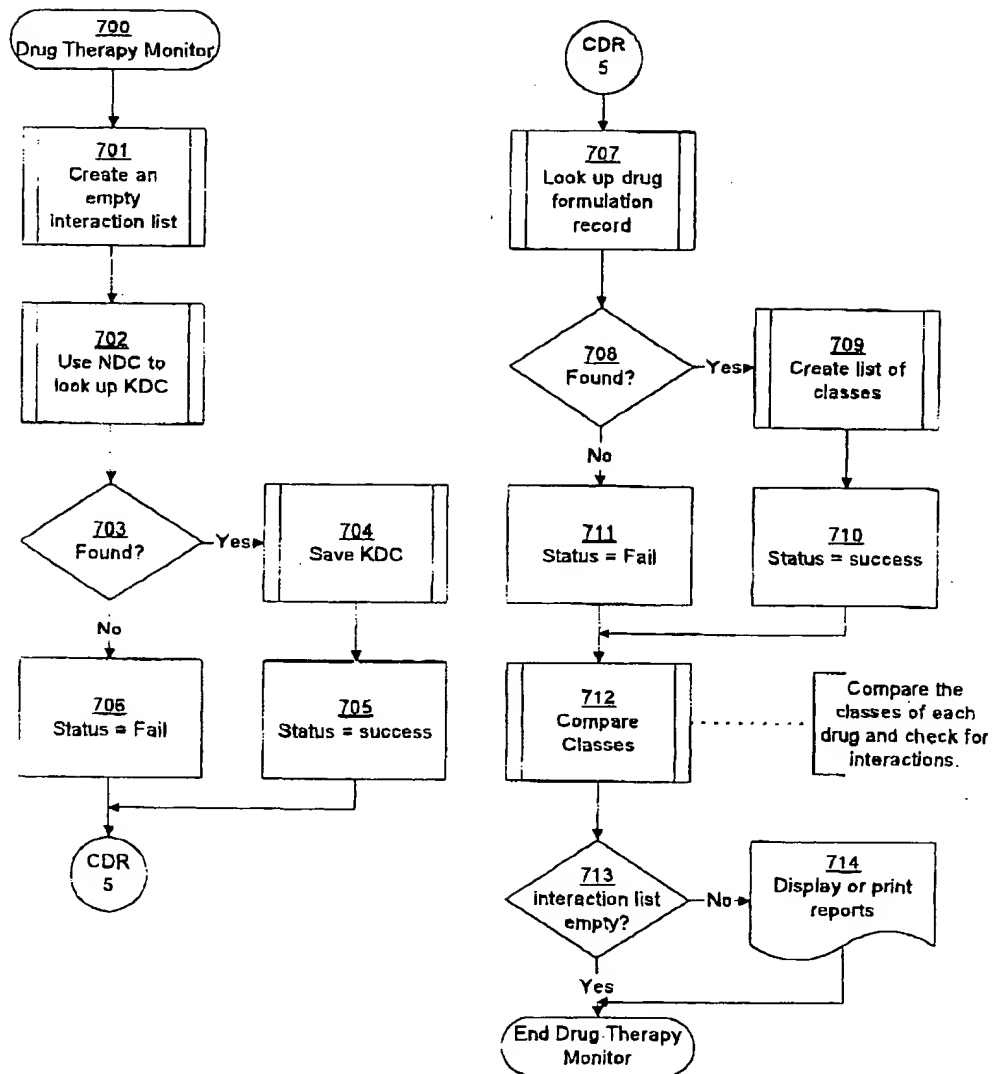 700
Drug Therapy Monitor
701
Create an
empty
interaction list
702
Use NDC to
look up KDC
703
Found?
Yes
704
Save KDC
No
706
Status = Fail
705
Status = success
CDR
5
CDR
5
707
Look up drug
formulation
record
708
Found?
Yes
709
Create list of
classes
No
711
Status = Fail
710
Status = success
712
Compare
Classes
Compare the
classes of each
drug and check for
interactions.
713
interaction list
empty?
No
714
Display or print
reports
Yes
End Drug Therapy
Monitor